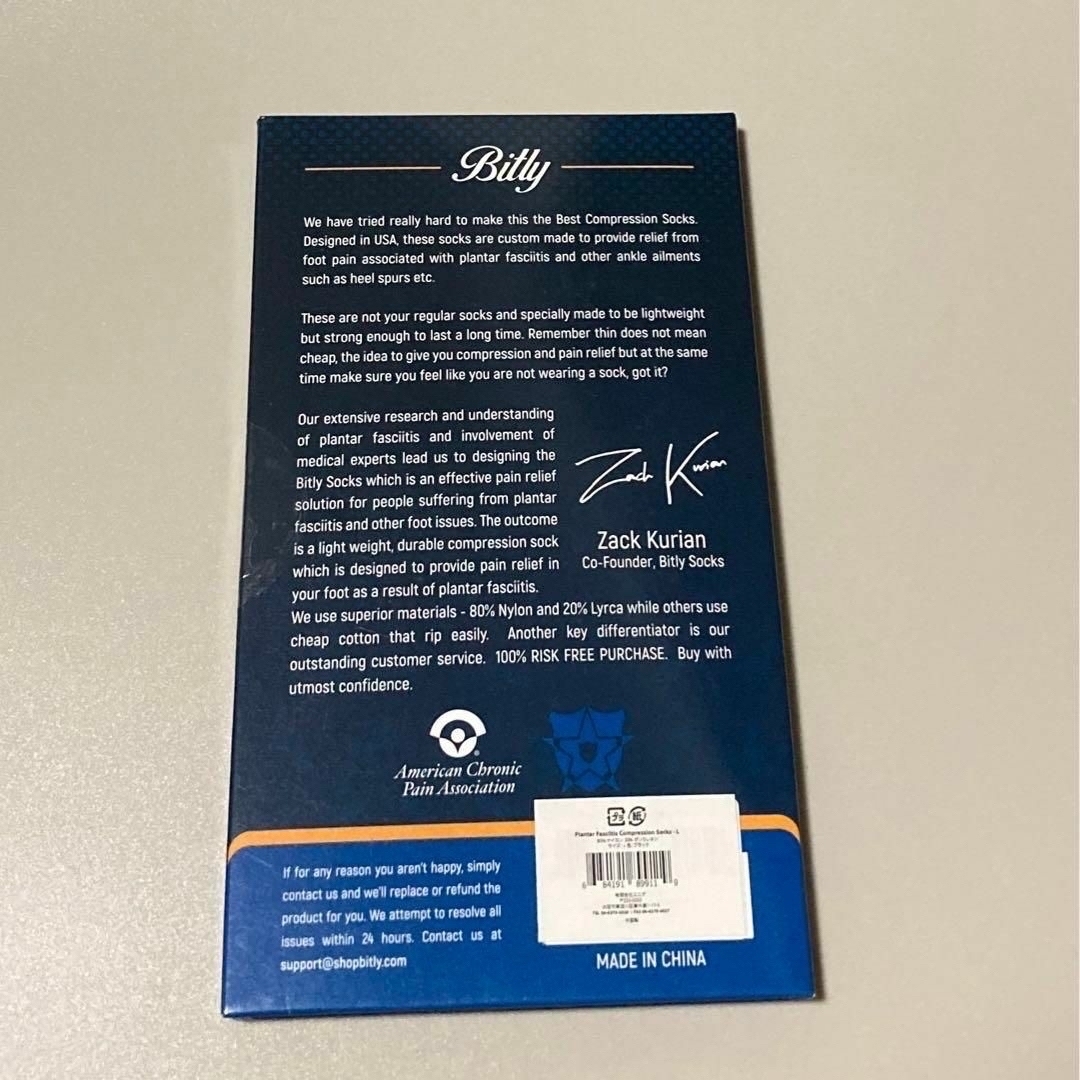 Bitly
We have tried really hard to make this the Best Compression Socks.
Designed in USA, these socks are custom made to provide relief from
foot pain associated with plantar fasciitis and other ankle ailments
such as heel spurs etc.
These are not your regular socks and specially made to be lightweight
but strong enough to last a long time. Remember thin does not mean
cheap, the idea to give you compression and pain relief but at the same
time make sure you feel like you are not wearing a sock, got it?
Our extensive research and understanding
of plantar fasciitis and involvement of
medical experts lead us to designing the
Bitly Socks which is an effective pain relief
solution for people suffering from plantar
fasciitis and other foot issues. The outcome
is a light weight, durable compression sock
which is designed to provide pain relief in
your foot as a result of plantar fasciitis.
Zack Kurian
Zack Kurian
Co-Founder, Bitly Socks
We use superior materials - 80% Nylon and 20% Lyrca while others use
cheap cotton that rip easily. Another key differentiator is our
outstanding customer service. 100% RISK FREE PURCHASE. Buy with
utmost confidence.
American Chronic
Pain Association
If for any reason you aren't happy, simply
contact us and we'll replace or refund the
product for you. We attempt to resolve all
issues within 24 hours. Contact us at
support@shopbitly.com
プラ 紙
Plantar Fasciitis Compression Socks - L
6 84191 89911 9
中国製
MADE IN CHINA